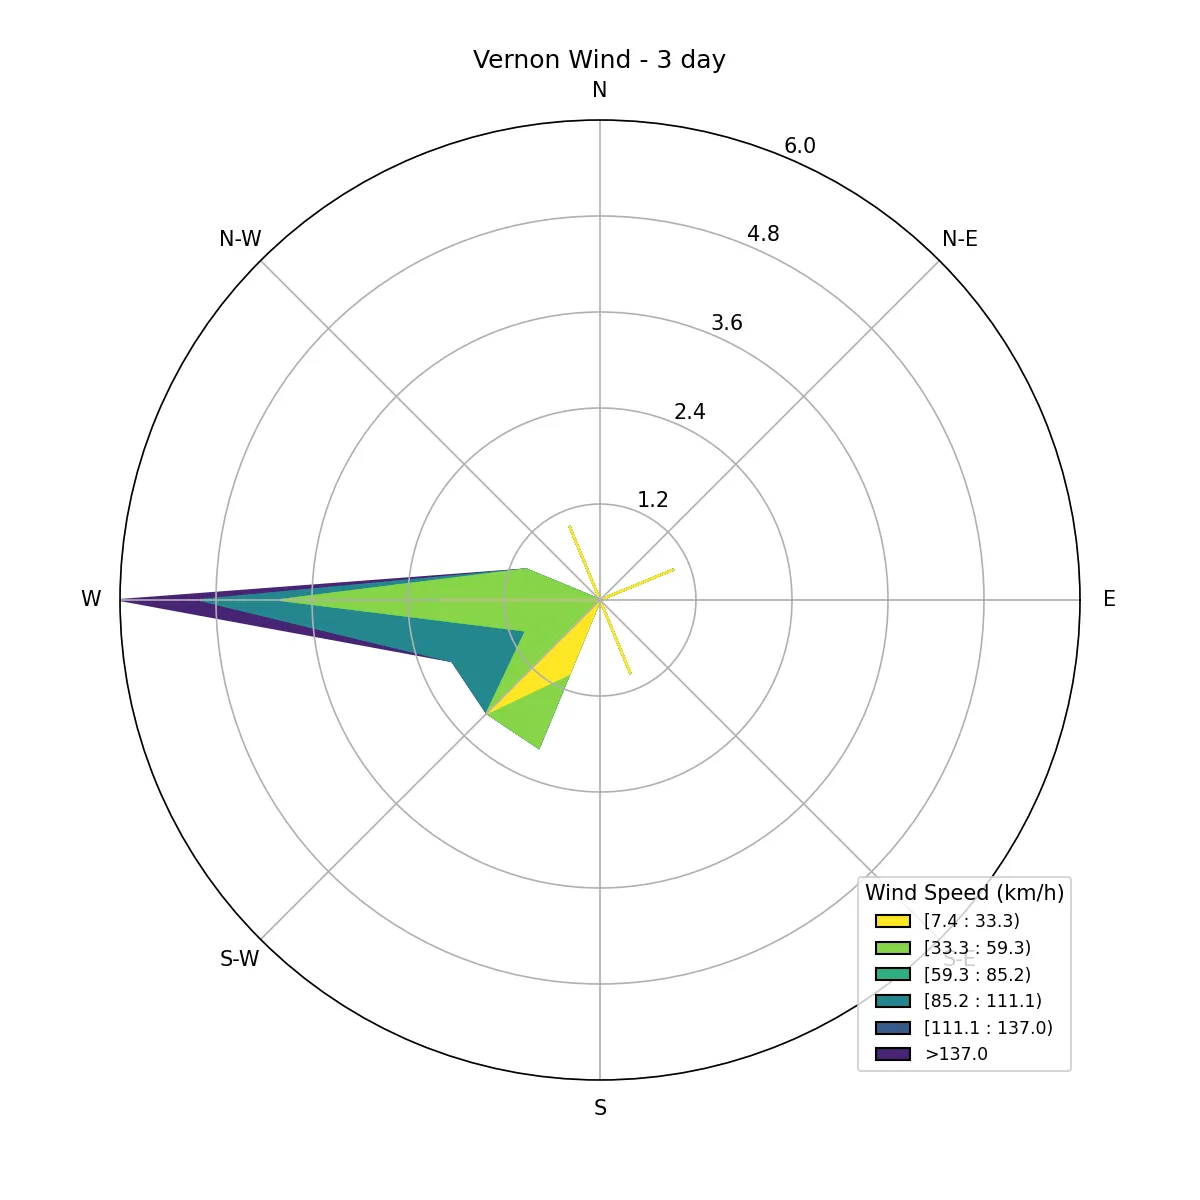 Vernon Wind - 3 day
N
6.0
N-W
4.8
N-E
3.6
2.4
1.2
W
E
Wind Speed (km/h)
[7.4 : 33.3)
[33.3 : 59.3)
S-W
S-E
[59.3 : 85.2)
[85.2 : 111.1)
[111.1 : 137.0)
>137.0
S